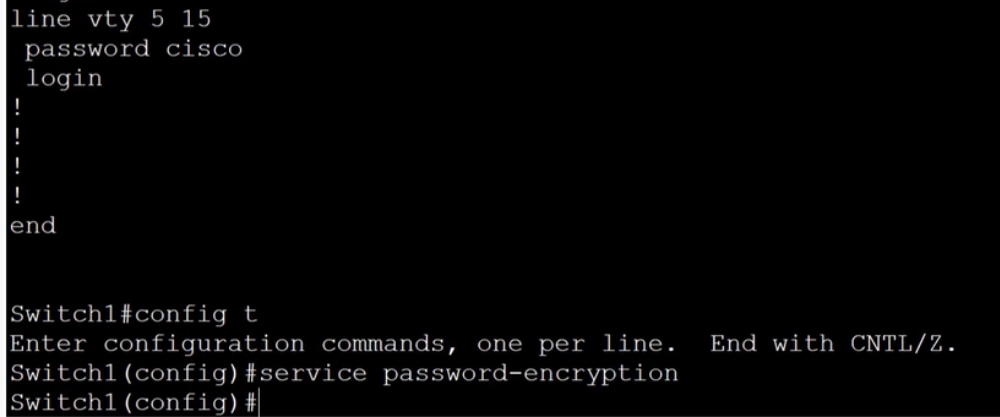 line vty 5 15
password cisco
login
!
!
!
!
end
Switch1#config t
Enter configuration commands, one per line. End with CNTL/Z.
Switch1(config)#service password-encryption
Switch1(config)#